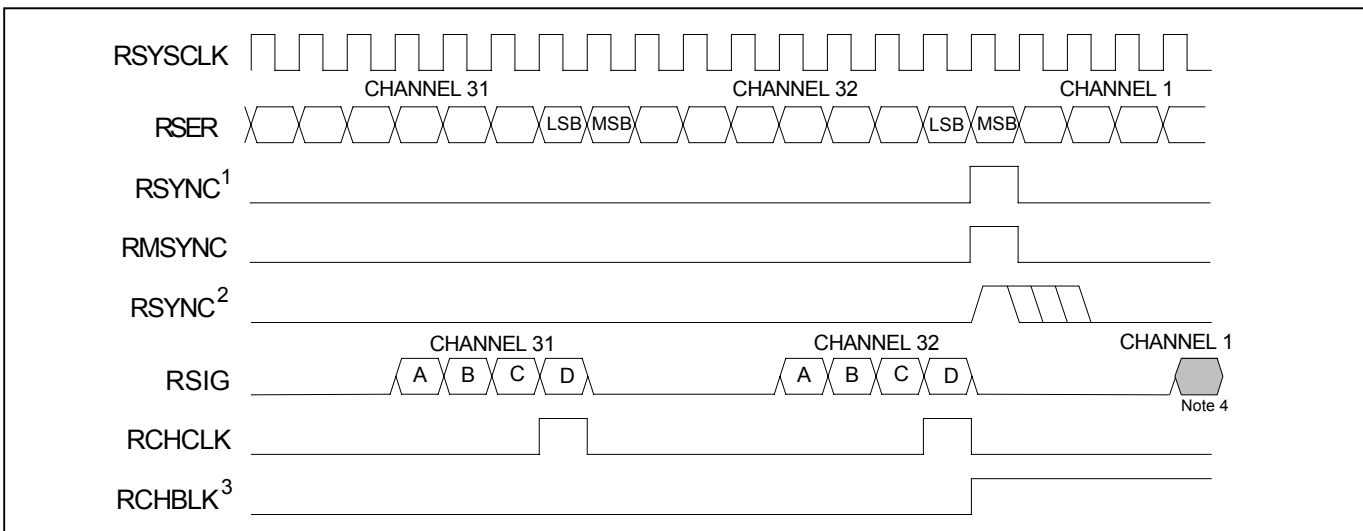 RSYSCLK
CHANNEL 31 CHANNEL 32 CHANNEL 1
RSER LSB MSB LSB MSB
RSYNC1
RMSYNC
RSYNC2
CHANNEL 31 CHANNEL 32 CHANNEL 1
RSIG A B C D A B C D
Note 4
RCHCLK
RCHBLK3